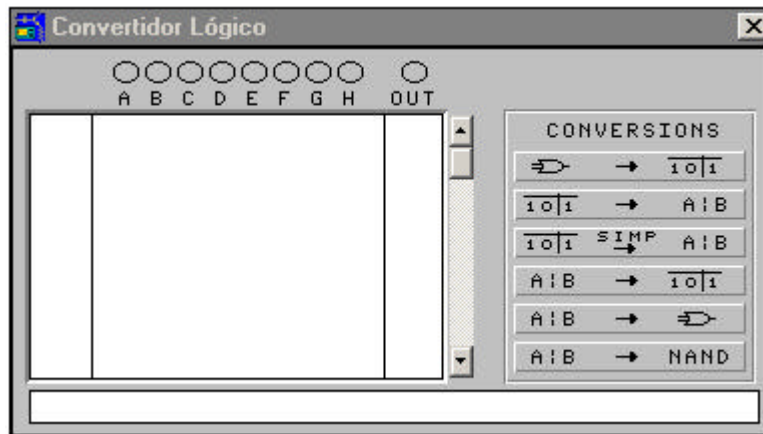 Convertidor Lógico
A B C D E F G H OUT
CONVERSIONS
→ 1 0 1
1 0 1 → A|B
1 0 1 SIMP → A|B
A|B → 1 0 1
A|B →
A|B → NAND